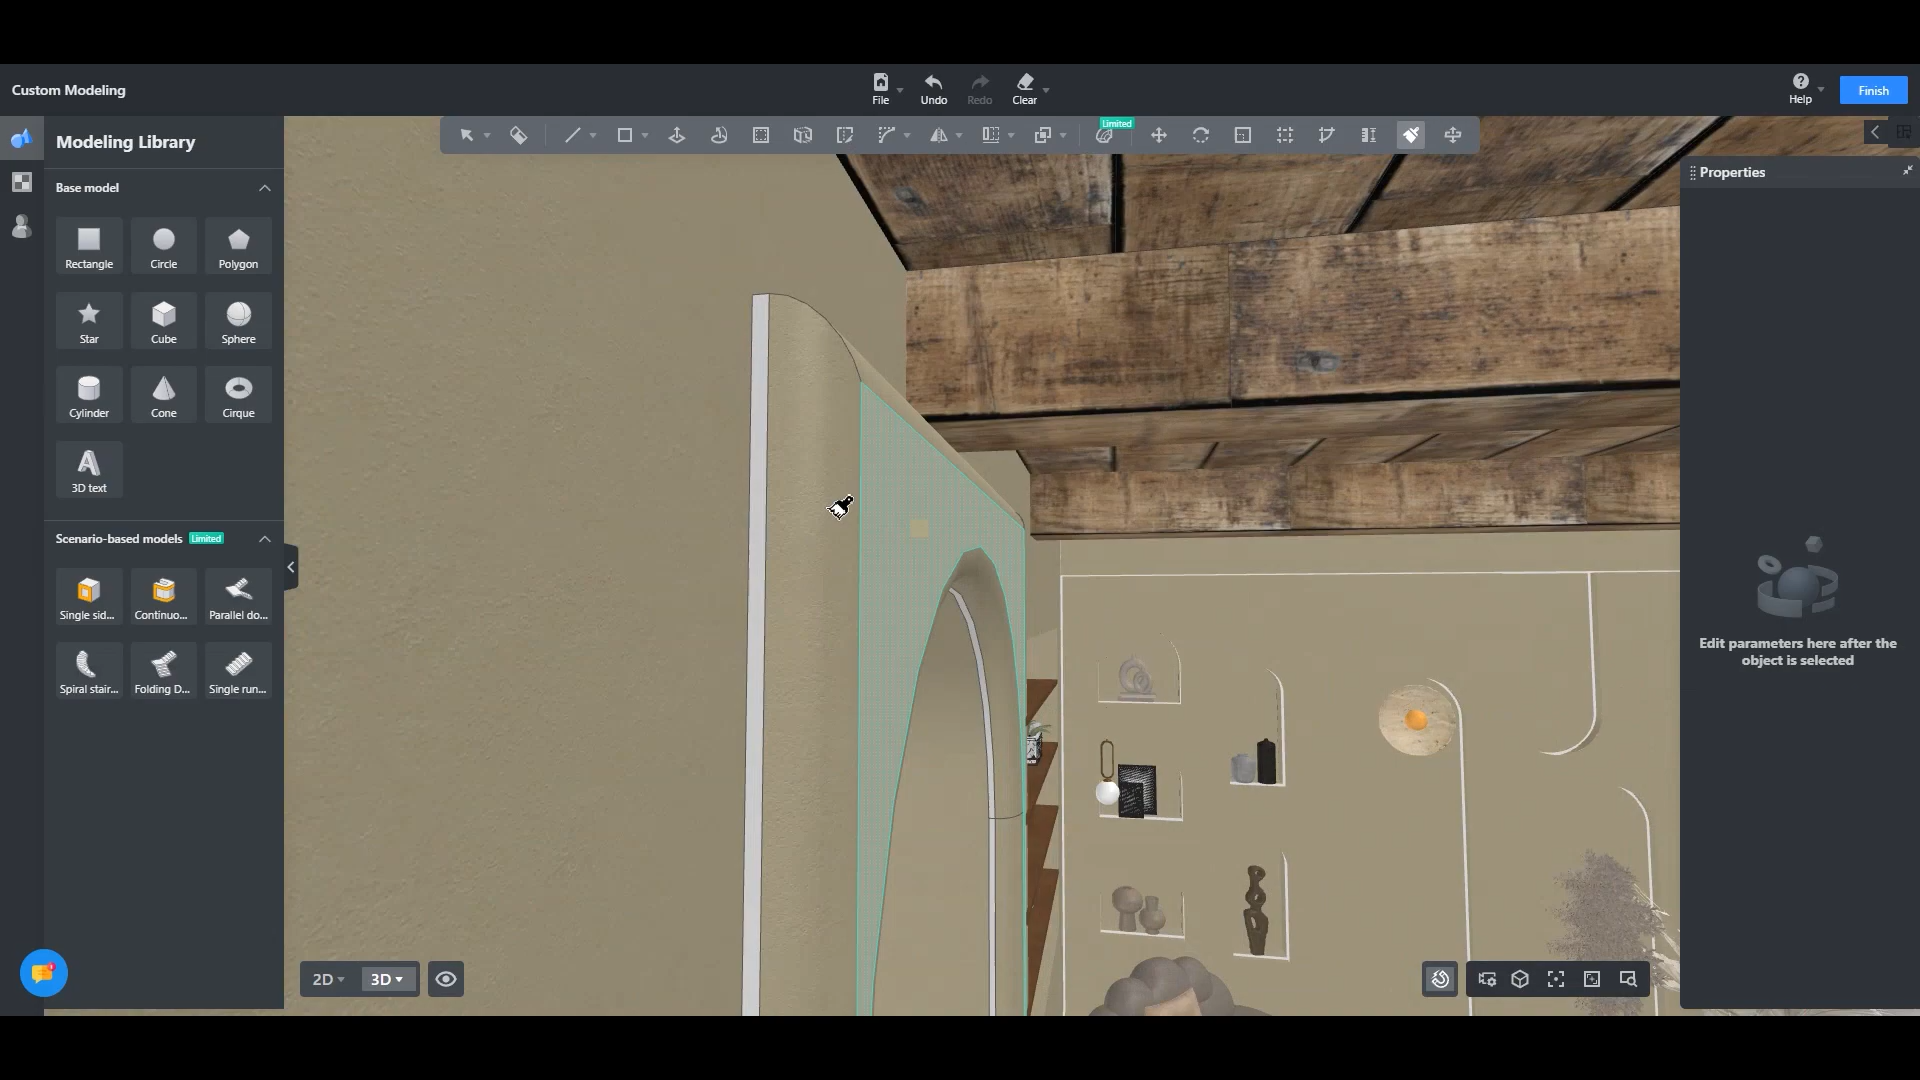 Custom Modeling
File
Undo
Redo
Clear
Help
Finish
Limited
Modeling Library
Base model
Rectangle
Circle
Polygon
Star
Cube
Sphere
Cylinder
Cone
Cirque
3D text
Scenario-based models Limited
Single sid...
Continuo...
Parallel do...
Spiral stair...
Folding D...
Single run...
2D
3D
Properties
Edit parameters here after the
object is selected